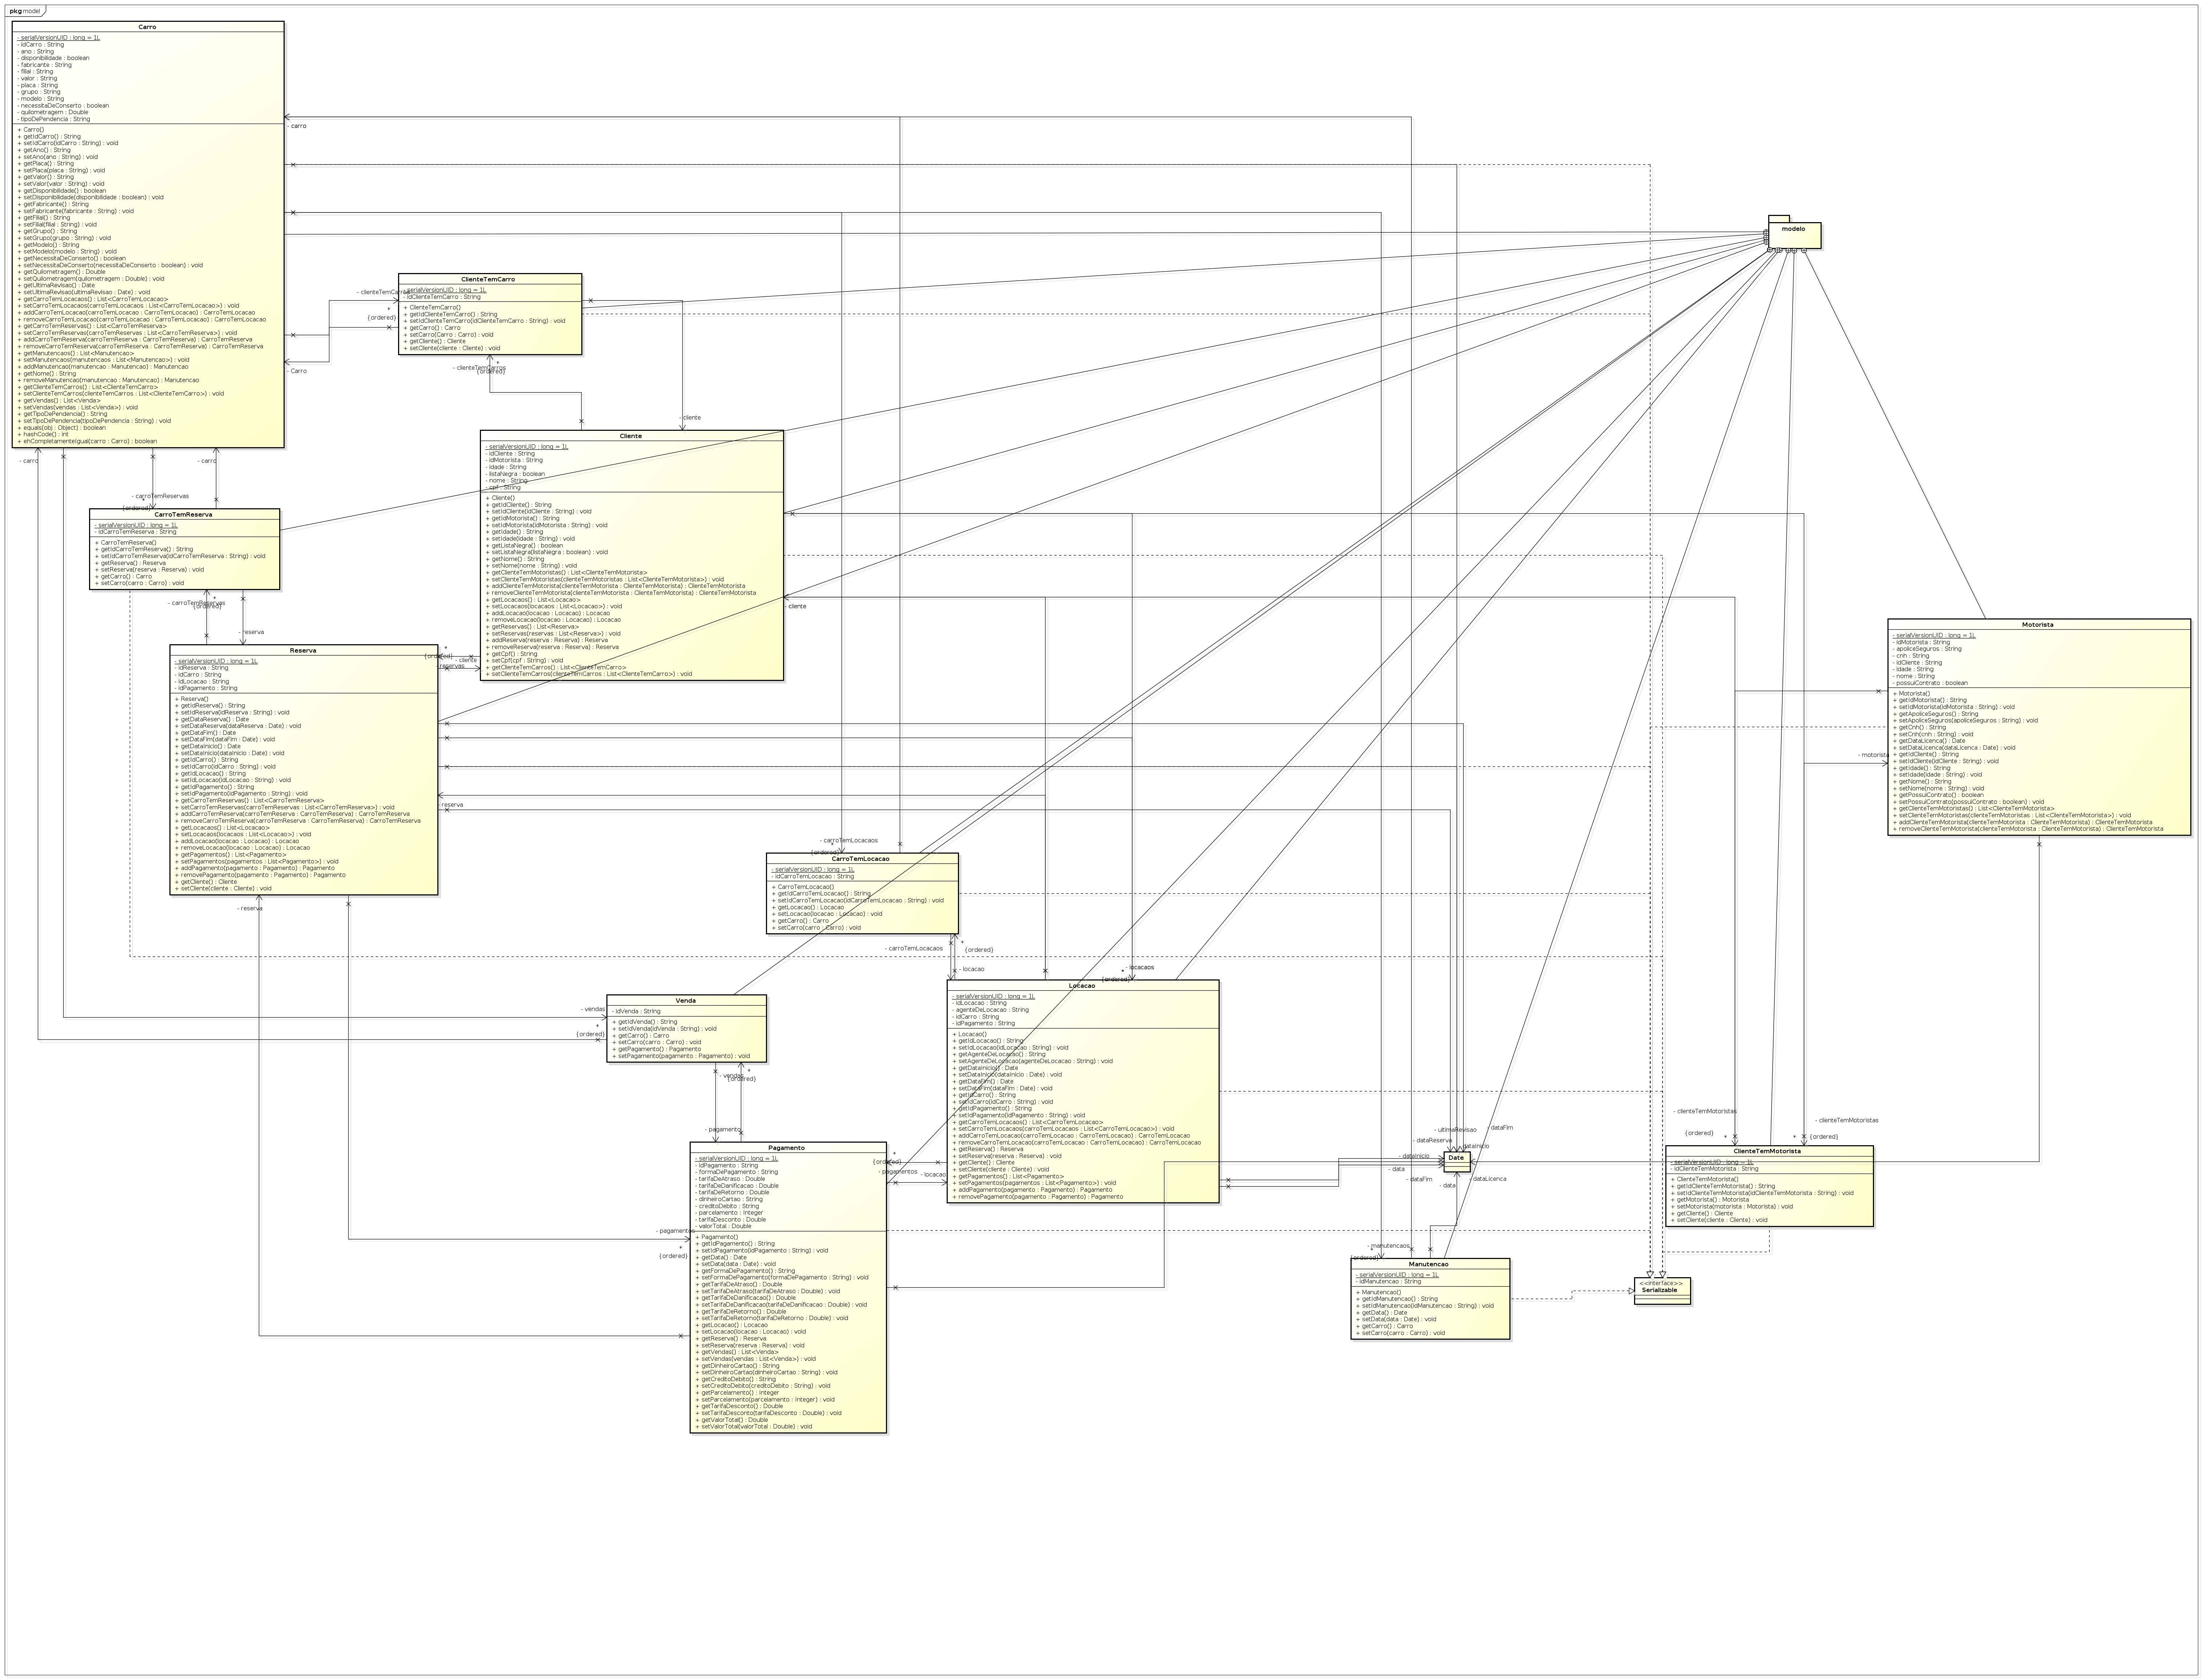 pkg model
Carro
- serialVersionUID : long = 1L
- idCarro : String
- ano : String
- disponibilidade : boolean
- fabricante : String
- filial : String
- valor : String
- placa : String
- grupo : String
- modelo : String
- necessitaDeConserto : boolean
- quilometragem : Double
- tipoDePendencia : String
+ Carro()
+ getIdCarro() : String
+ setIdCarro(idCarro : String) : void
+ getAno() : String
+ setAno(ano : String) : void
+ getPlaca() : String
+ setPlaca(placa : String) : void
+ getValor() : String
+ setValor(valor : String) : void
+ getDisponibilidade() : boolean
+ setDisponibilidade(disponibilidade : boolean) : void
+ getFabricante() : String
+ setFabricante(fabricante : String) : void
+ getFilial() : String
+ setFilial(filial : String) : void
+ getGrupo() : String
+ setGrupo(grupo : String) : void
+ getModelo() : String
+ setModelo(modelo : String) : void
+ getNecessitaDeConserto() : boolean
+ setNecessitaDeConserto(necessitaDeConserto : boolean) : void
+ getQuilometragem() : Double
+ setQuilometragem(quilometragem : Double) : void
+ getUltimaRevisao() : Date
+ setUltimaRevisao(ultimaRevisao : Date) : void
+ getCarroTemLocacaos() : List<CarroTemLocacao>
+ setCarroTemLocacaos(carroTemLocacaos : List<CarroTemLocacao>) : void
+ addCarroTemLocacao(carroTemLocacao : CarroTemLocacao) : CarroTemLocacao
+ removeCarroTemLocacao(carroTemLocacao : CarroTemLocacao) : CarroTemLocacao
+ getCarroTemReservas() : List<CarroTemReserva>
+ setCarroTemReservas(carroTemReservas : List<CarroTemReserva>) : void
+ addCarroTemReserva(carroTemReserva : CarroTemReserva) : CarroTemReserva
+ removeCarroTemReserva(carroTemReserva : CarroTemReserva) : CarroTemReserva
+ getManutencaos() : List<Manutencao>
+ setManutencaos(manutencaos : List<Manutencao>) : void
+ addManutencao(manutencao : Manutencao) : Manutencao
+ getNome() : String
+ removeManutencao(manutencao : Manutencao) : Manutencao
+ getClienteTemCarros() : List<ClienteTemCarro>
+ setClienteTemCarros(clienteTemCarros : List<ClienteTemCarro>) : void
+ getVendas() : List<Venda>
+ setVendas(vendas : List<Venda>) : void
+ getTipoDePendencia() : String
+ setTipoDePendencia(tipoDePendencia : String) : void
+ equals(obj : Object) : boolean
+ hashCode() : int
+ ehCompletamenteIgual(carro : Carro) : boolean
- carro
modelo
ClienteTemCarro
- serialVersionUID : long = 1L
- idClienteTemCarro : String
+ ClienteTemCarro()
+ getIdClienteTemCarro() : String
+ setIdClienteTemCarro(idClienteTemCarro : String) : void
+ getCarro() : Carro
+ setCarro(Carro : Carro) : void
+ getCliente() : Cliente
+ setCliente(cliente : Cliente) : void
- clienteTemCarros
*
{ordered}
- Carro
- clienteTemCarros
*
{ordered}
- cliente
Cliente
- serialVersionUID : long = 1L
- idCliente : String
- idMotorista : String
- idade : String
- listaNegra : boolean
- nome : String
- cpf : String
+ Cliente()
+ getIdCliente() : String
+ setIdCliente(idCliente : String) : void
+ getIdMotorista() : String
+ setIdMotorista(idMotorista : String) : void
+ getIdade() : String
+ setIdade(idade : String) : void
+ getListaNegra() : boolean
+ setListaNegra(listaNegra : boolean) : void
+ getNome() : String
+ setNome(nome : String) : void
+ getClienteTemMotoristas() : List<ClienteTemMotorista>
+ setClienteTemMotoristas(clienteTemMotoristas : List<ClienteTemMotorista>) : void
+ addClienteTemMotorista(clienteTemMotorista : ClienteTemMotorista) : ClienteTemMotorista
+ removeClienteTemMotorista(clienteTemMotorista : ClienteTemMotorista) : ClienteTemMotorista
+ getLocacaos() : List<Locacao>
+ setLocacaos(locacaos : List<Locacao>) : void
+ addLocacao(locacao : Locacao) : Locacao
+ removeLocacao(locacao : Locacao) : Locacao
+ getReservas() : List<Reserva>
+ setReservas(reservas : List<Reserva>) : void
+ addReserva(reserva : Reserva) : Reserva
+ removeReserva(reserva : Reserva) : Reserva
+ getCpf() : String
+ setCpf(cpf : String) : void
+ getClienteTemCarros() : List<ClienteTemCarro>
+ setClienteTemCarros(clienteTemCarros : List<ClienteTemCarro>) : void
- cliente
- carro
- carro
- carroTemReservas
*
{ordered}
CarroTemReserva
- serialVersionUID : long = 1L
- idCarroTemReserva : String
+ CarroTemReserva()
+ getIdCarroTemReserva() : String
+ setIdCarroTemReserva(idCarroTemReserva : String) : void
+ getReserva() : Reserva
+ setReserva(reserva : Reserva) : void
+ getCarro() : Carro
+ setCarro(carro : Carro) : void
- carroTemReservas
*
{ordered}
- reserva
Reserva
- serialVersionUID : long = 1L
- idReserva : String
- idCarro : String
- idLocacao : String
- idPagamento : String
+ Reserva()
+ getIdReserva() : String
+ setIdReserva(idReserva : String) : void
+ getDataReserva() : Date
+ setDataReserva(dataReserva : Date) : void
+ getDataFim() : Date
+ setDataFim(dataFim : Date) : void
+ getDataInicio() : Date
+ setDataInicio(dataInicio : Date) : void
+ getIdCarro() : String
+ setIdCarro(idCarro : String) : void
+ getIdLocacao() : String
+ setIdLocacao(idLocacao : String) : void
+ getIdPagamento() : String
+ setIdPagamento(idPagamento : String) : void
+ getCarroTemReservas() : List<CarroTemReserva>
+ setCarroTemReservas(carroTemReservas : List<CarroTemReserva>) : void
+ addCarroTemReserva(carroTemReserva : CarroTemReserva) : CarroTemReserva
+ removeCarroTemReserva(carroTemReserva : CarroTemReserva) : CarroTemReserva
+ getLocacaos() : List<Locacao>
+ setLocacaos(locacaos : List<Locacao>) : void
+ addLocacao(locacao : Locacao) : Locacao
+ removeLocacao(locacao : Locacao) : Locacao
+ getPagamentos() : List<Pagamento>
+ setPagamentos(pagamentos : List<Pagamento>) : void
+ addPagamento(pagamento : Pagamento) : Pagamento
+ removePagamento(pagamento : Pagamento) : Pagamento
+ getCliente() : Cliente
+ setCliente(cliente : Cliente) : void
*
{ordered}
- cliente
- reservas
- reserva
- reserva
Motorista
- serialVersionUID : long = 1L
- idMotorista : String
- apoliceSeguros : String
- cnh : String
- idCliente : String
- idade : String
- nome : String
- possuiContrato : boolean
+ Motorista()
+ getIdMotorista() : String
+ setIdMotorista(idMotorista : String) : void
+ getApoliceSeguros() : String
+ setApoliceSeguros(apoliceSeguros : String) : void
+ getCnh() : String
+ setCnh(cnh : String) : void
+ getDataLicenca() : Date
+ setDataLicenca(dataLicenca : Date) : void
+ getIdCliente() : String
+ setIdCliente(idCliente : String) : void
+ getIdade() : String
+ setIdade(idade : String) : void
+ getNome() : String
+ setNome(nome : String) : void
+ getPossuiContrato() : boolean
+ setPossuiContrato(possuiContrato : boolean) : void
+ getClienteTemMotoristas() : List<ClienteTemMotorista>
+ setClienteTemMotoristas(clienteTemMotoristas : List<ClienteTemMotorista>) : void
+ addClienteTemMotorista(clienteTemMotorista : ClienteTemMotorista) : ClienteTemMotorista
+ removeClienteTemMotorista(clienteTemMotorista : ClienteTemMotorista) : ClienteTemMotorista
- motorista
- carroTemLocacaos
*
{ordered}
CarroTemLocacao
- serialVersionUID : long = 1L
- idCarroTemLocacao : String
+ CarroTemLocacao()
+ getIdCarroTemLocacao() : String
+ setIdCarroTemLocacao(idCarroTemLocacao : String) : void
+ getLocacao() : Locacao
+ setLocacao(locacao : Locacao) : void
+ getCarro() : Carro
+ setCarro(carro : Carro) : void
- carroTemLocacaos
*
{ordered}
- locacao
- locacaos
*
{ordered}
Locacao
- serialVersionUID : long = 1L
- idLocacao : String
- agenteDeLocacao : String
- idCarro : String
- idPagamento : String
+ Locacao()
+ getIdLocacao() : String
+ setIdLocacao(idLocacao : String) : void
+ getAgenteDeLocacao() : String
+ setAgenteDeLocacao(agenteDeLocacao : String) : void
+ getDataInicio() : Date
+ setDataInicio(dataInicio : Date) : void
+ getDataFim() : Date
+ setDataFim(dataFim : Date) : void
+ getIdCarro() : String
+ setIdCarro(idCarro : String) : void
+ getIdPagamento() : String
+ setIdPagamento(idPagamento : String) : void
+ getCarroTemLocacaos() : List<CarroTemLocacao>
+ setCarroTemLocacaos(carroTemLocacaos : List<CarroTemLocacao>) : void
+ addCarroTemLocacao(carroTemLocacao : CarroTemLocacao) : CarroTemLocacao
+ removeCarroTemLocacao(carroTemLocacao : CarroTemLocacao) : CarroTemLocacao
+ getReserva() : Reserva
+ setReserva(reserva : Reserva) : void
+ getCliente() : Cliente
+ setCliente(cliente : Cliente) : void
+ getPagamentos() : List<Pagamento>
+ setPagamentos(pagamentos : List<Pagamento>) : void
+ addPagamento(pagamento : Pagamento) : Pagamento
+ removePagamento(pagamento : Pagamento) : Pagamento
- vendas
*
{ordered}
Venda
- idVenda : String
+ getIdVenda() : String
+ setIdVenda(idVenda : String) : void
+ getCarro() : Carro
+ setCarro(carro : Carro) : void
+ getPagamento() : Pagamento
+ setPagamento(pagamento : Pagamento) : void
- vendas
*
{ordered}
- pagamento
Pagamento
- serialVersionUID : long = 1L
- idPagamento : String
- formaDePagamento : String
- tarifaDeAtraso : Double
- tarifaDeDanificacao : Double
- tarifaDeRetorno : Double
- dinheiroCartao : String
- creditoDebito : String
- parcelamento : Integer
- tarifaDesconto : Double
- valorTotal : Double
+ Pagamento()
+ getIdPagamento() : String
+ setIdPagamento(idPagamento : String) : void
+ getData() : Date
+ setData(data : Date) : void
+ getFormaDePagamento() : String
+ setFormaDePagamento(formaDePagamento : String) : void
+ getTarifaDeAtraso() : Double
+ setTarifaDeAtraso(tarifaDeAtraso : Double) : void
+ getTarifaDeDanificacao() : Double
+ setTarifaDeDanificacao(tarifaDeDanificacao : Double) : void
+ getTarifaDeRetorno() : Double
+ setTarifaDeRetorno(tarifaDeRetorno : Double) : void
+ getLocacao() : Locacao
+ setLocacao(locacao : Locacao) : void
+ getReserva() : Reserva
+ setReserva(reserva : Reserva) : void
+ getVendas() : List<Venda>
+ setVendas(vendas : List<Venda>) : void
+ getDinheiroCartao() : String
+ setDinheiroCartao(dinheiroCartao : String) : void
+ getCreditoDebito() : String
+ setCreditoDebito(creditoDebito : String) : void
+ getParcelamento() : Integer
+ setParcelamento(parcelamento : Integer) : void
+ getTarifaDesconto() : Double
+ setTarifaDesconto(tarifaDesconto : Double) : void
+ getValorTotal() : Double
+ setValorTotal(valorTotal : Double) : void
*
{ordered}
- pagamentos
- locacao
- pagamentos
*
{ordered}
- ultimaRevisao
- dataFim
- dataReserva
- dataInicio
- dataInicio
- data
- dataFim
- data
- dataLicenca
Date
- clienteTemMotoristas
*
{ordered}
- clienteTemMotoristas
*
{ordered}
ClienteTemMotorista
- serialVersionUID : long = 1L
- idClienteTemMotorista : String
+ ClienteTemMotorista()
+ getIdClienteTemMotorista() : String
+ setIdClienteTemMotorista(idClienteTemMotorista : String) : void
+ getMotorista() : Motorista
+ setMotorista(motorista : Motorista) : void
+ getCliente() : Cliente
+ setCliente(cliente : Cliente) : void
- manutencaos
*
{ordered}
Manutencao
- serialVersionUID : long = 1L
- idManutencao : String
+ Manutencao()
+ getIdManutencao() : String
+ setIdManutencao(idManutencao : String) : void
+ getData() : Date
+ setData(data : Date) : void
+ getCarro() : Carro
+ setCarro(carro : Carro) : void
<<interface>>
Serializable